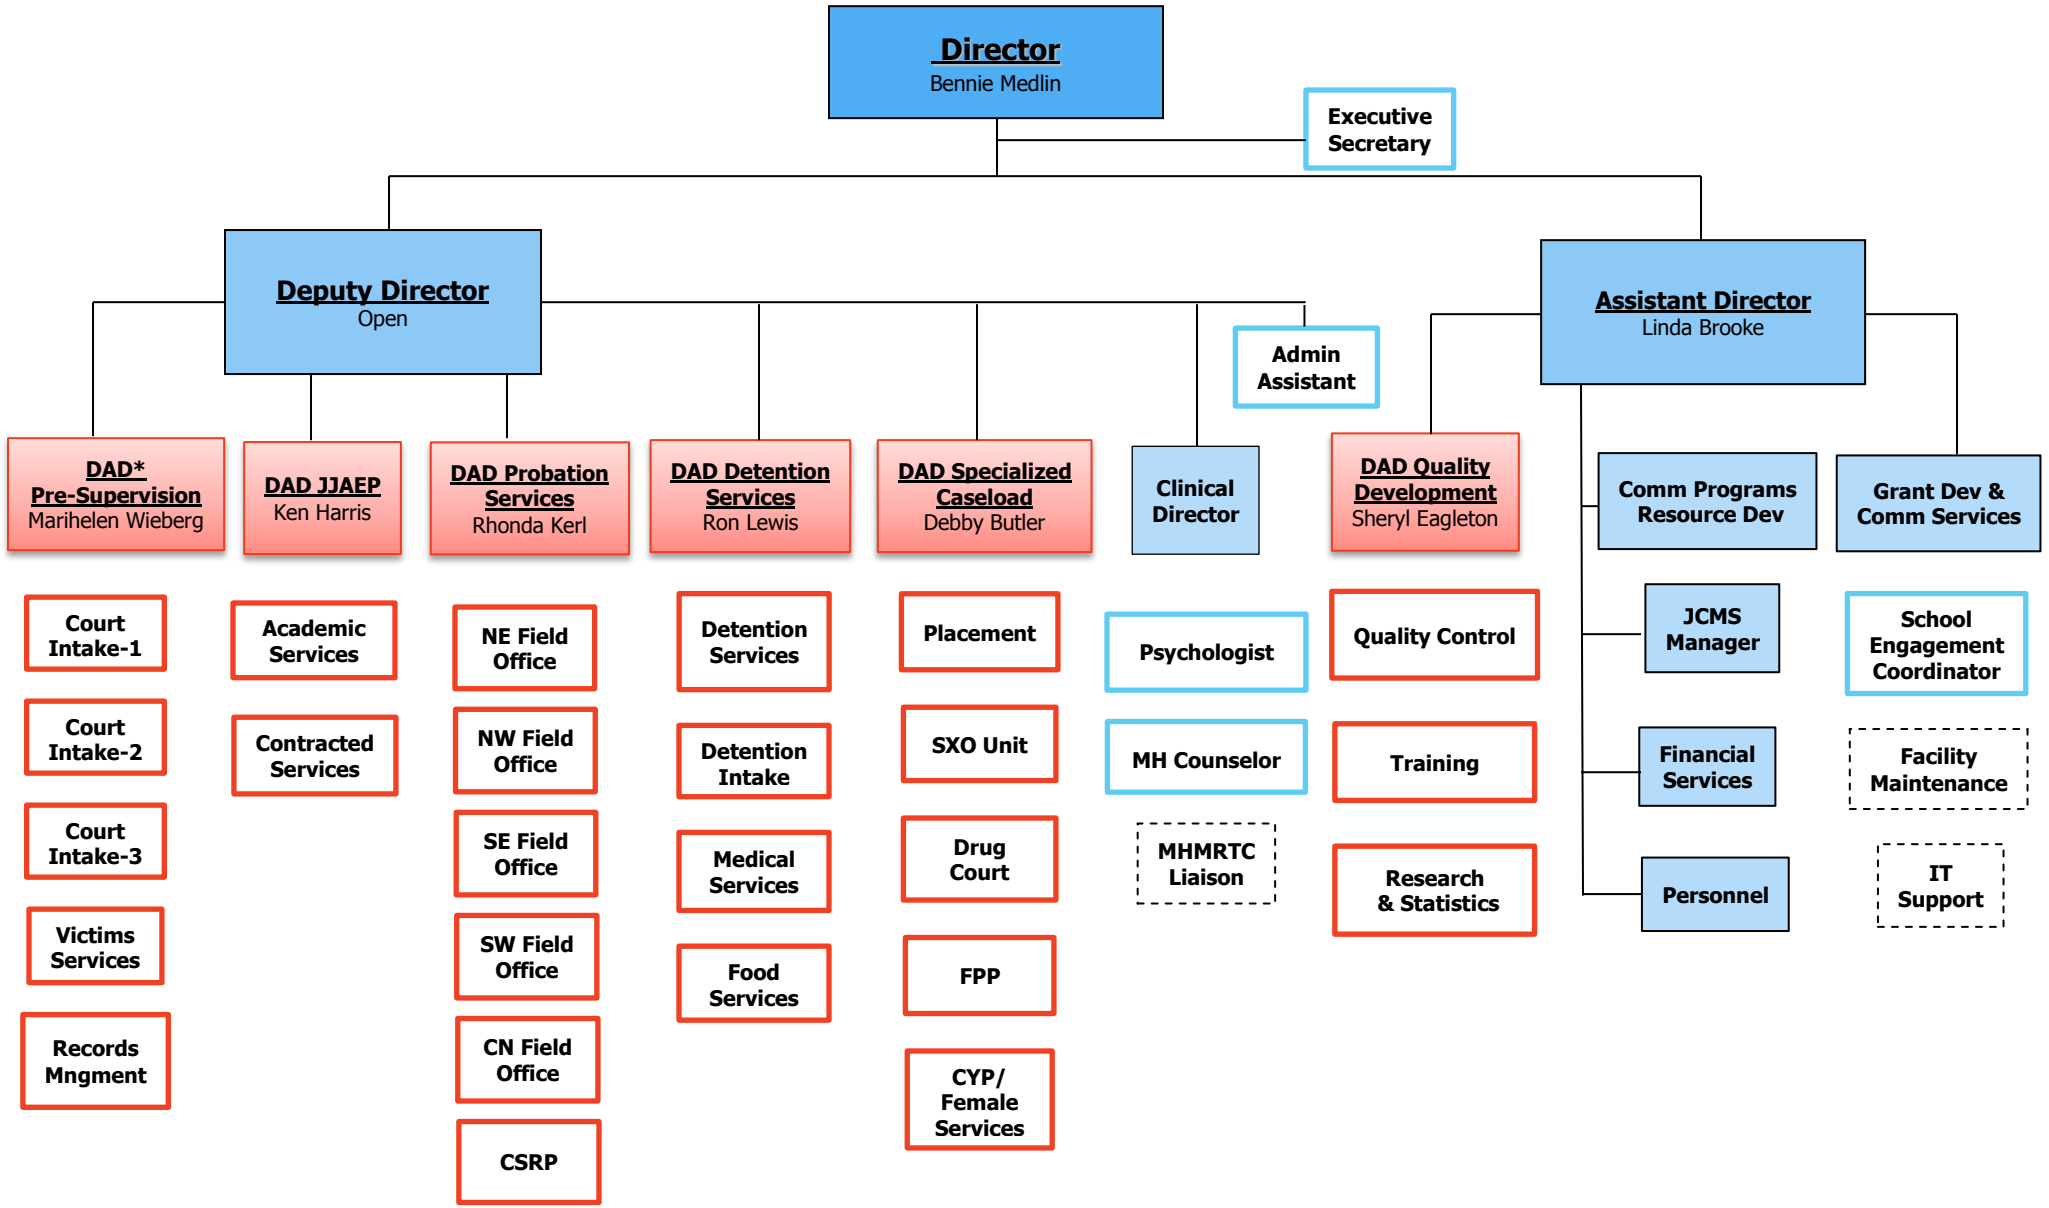 Director
Bennie Medlin
Executive
Secretary
Deputy Director
Open
Assistant Director
Linda Brooke
Admin
Assistant
DAD*
Pre-Supervision
Marihelen Wieberg
DAD JJAEP
Ken Harris
DAD Probation
Services
Rhonda Kerl
DAD Detention
Services
Ron Lewis
DAD Specialized
Caseload
Debby Butler
Clinical
Director
DAD Quality
Development
Sheryl Eagleton
Comm Programs
Resource Dev
Grant Dev &
Comm Services
Court
Intake-1
Court
Intake-2
Court
Intake-3
Victims
Services
Records
Mngment
Academic
Services
Contracted
Services
NE Field
Office
NW Field
Office
SE Field
Office
SW Field
Office
CN Field
Office
CSRP
Detention
Services
Detention
Intake
Medical
Services
Food
Services
Placement
SXO Unit
Drug
Court
FPP
CYP/
Female
Services
Psychologist
MH Counselor
MHMRTC
Liaison
Quality Control
Training
Research
& Statistics
JCMS
Manager
Financial
Services
Personnel
School
Engagement
Coordinator
Facility
Maintenance
IT
Support